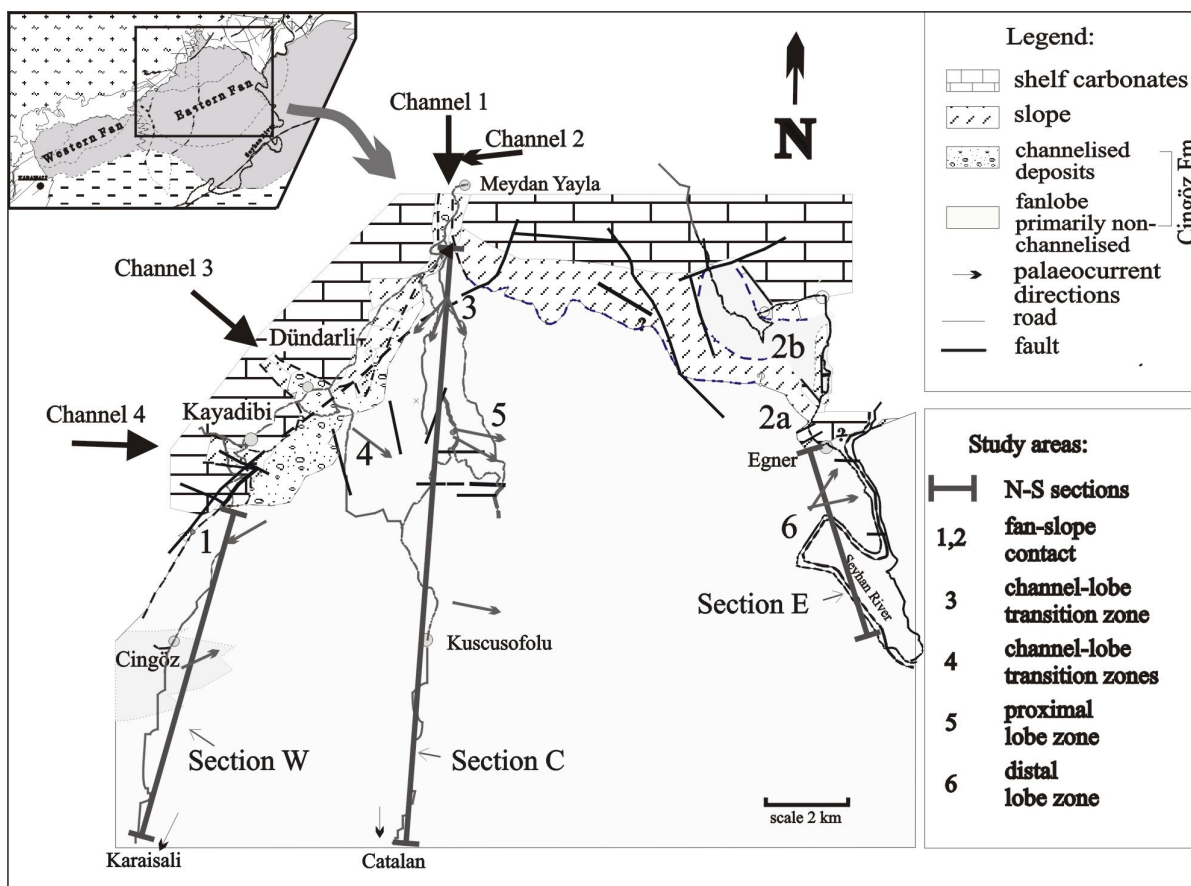 Western Fan
Eastern Fan
KARAISALI
Channel 1
Channel 2
Meydan Yayla
N
Channel 3
Dündarli
3
Kayadibi
Channel 4
4
5
2b
2a
Egner
1
6
Seyhan River
Section E
Cingöz
Kuscusofolu
Section W
Section C
scale 2 km
Karaisali
Catalan
Legend:
shelf carbonates
slope
channelised
deposits
fanlobe
primarily non-
channelised
Cingöz Fm
palaeocurrent
directions
road
fault
Study areas:
N-S sections
1,2 fan-slope
contact
3 channel-lobe
transition zone
4 channel-lobe
transition zones
5 proximal
lobe zone
6 distal
lobe zone